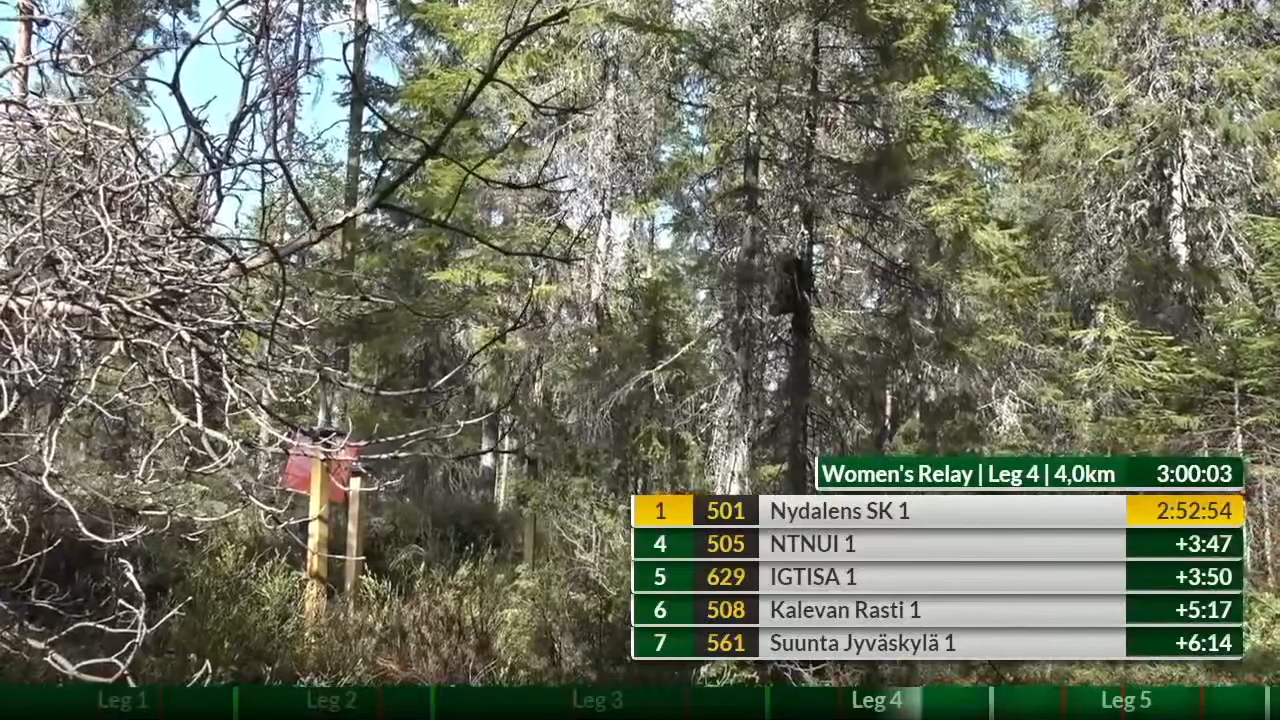 Women's Relay | Leg 4 | 4,0km 3:00:03
1 501 Nydalens SK 1 2:52:54
4 505 NTNUI 1 +3:47
5 629 IGTISA 1 +3:50
6 508 Kalevan Rasti 1 +5:17
7 561 Suunta Jyväskylä 1 +6:14
Leg 1 Leg 2 Leg 3 Leg 4 Leg 5